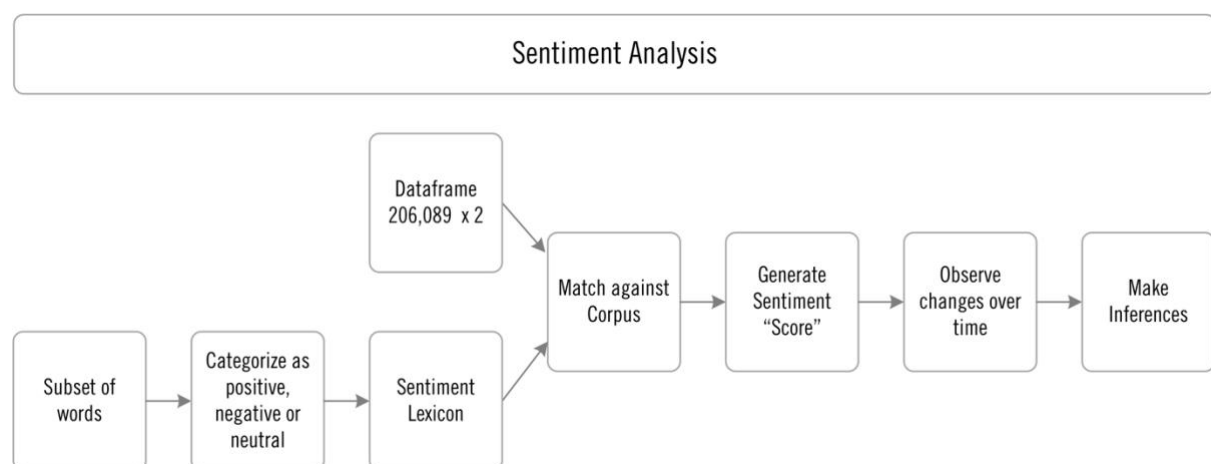 Sentiment Analysis
Dataframe
206,089 x 2
Match against
Corpus
Generate
Sentiment
“Score”
Observe
changes over
time
Make
Inferences
Subset of
words
Categorize as
positive,
negative or
neutral
Sentiment
Lexicon